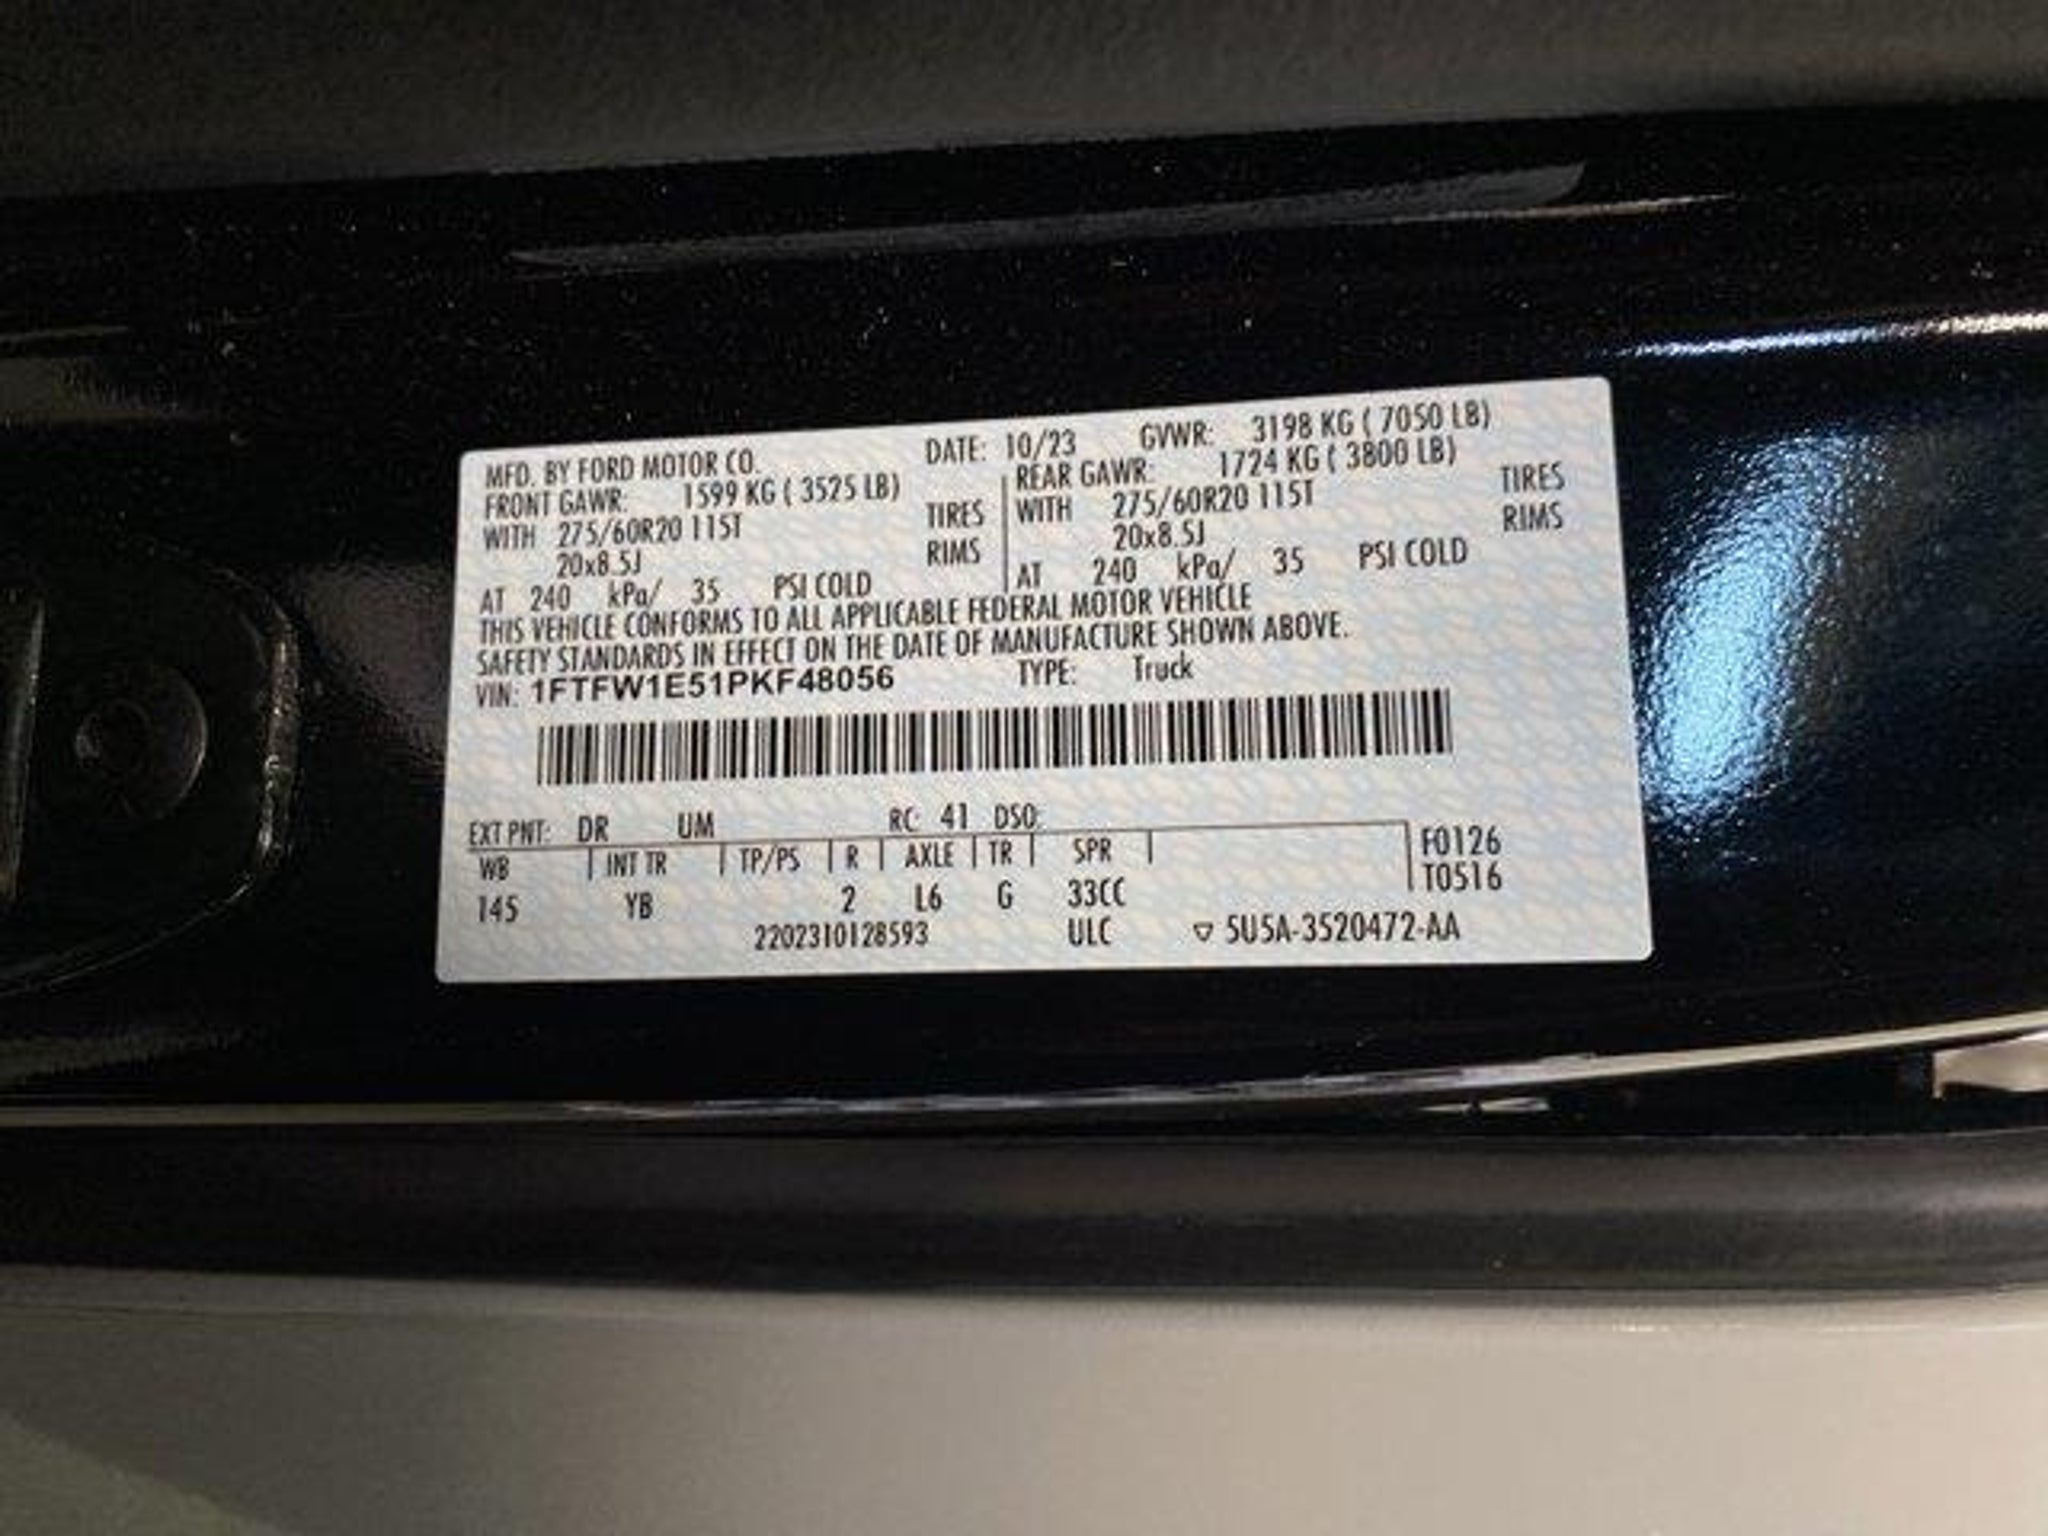 MFD. BY FORD MOTOR CO. DATE: 10/23 GVWR: 3198 KG ( 7050 LB)
FRONT GAWR: 1599 KG ( 3525 LB) REAR GAWR: 1724 KG ( 3800 LB)
WITH 275/60R20 115T TIRES WITH 275/60R20 115T TIRES
20x8.5J RIMS 20x8.5J RIMS
AT 240 kPa/ 35 PSI COLD AT 240 kPa/ 35 PSI COLD
THIS VEHICLE CONFORMS TO ALL APPLICABLE FEDERAL MOTOR VEHICLE
SAFETY STANDARDS IN EFFECT ON THE DATE OF MANUFACTURE SHOWN ABOVE.
VIN: 1FTFW1E51PKF48056 TYPE: Truck
EXT PNT: DR UM RC: 41 DSO:
WB INT TR TP/PS R AXLE TR SPR F0126
145 YB 2 L6 G 33CC T0516
2202310128593 ULC ▽ 5U5A-3520472-AA